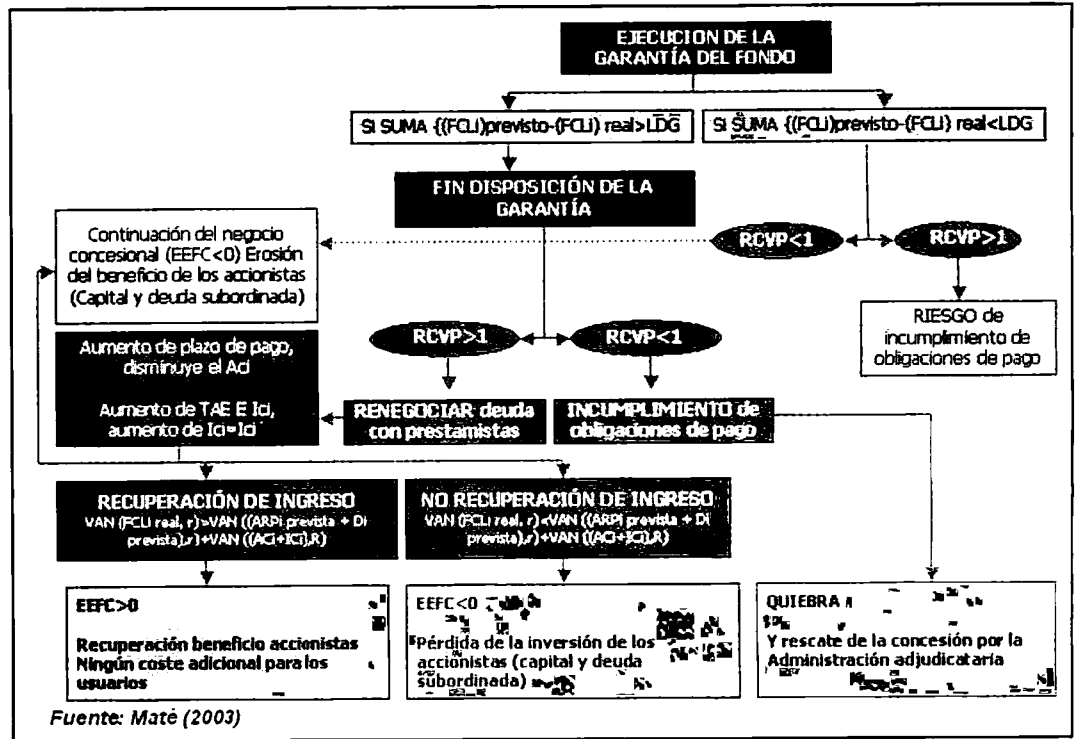 EJECUCION DE LA
GARANTÍA DEL FONDO
SI SUMA {(FCLi)previsto-(FCLi) real>LDG
SI SUMA {(FCLi)previsto-(FCLi} real<LDG
FIN DISPOSICIÓN DE LA
GARANTÍA
Continuación del negocio
concesional (EEFC<0) Erosión
del beneficio de los accionistas
(Capital y deuda subordinada)
RCVP<1
RCVP>1
RIESGO de
incumplimiento de
obligaciones de pago
RCVP>1
RCVP<1
Aumento de plazo de pago,
disminuye el Aci
Aumento de TAE E Ici,
aumento de Ici=Ici
RENEGOCIAR deuda
con prestamistas
INCUMPLIMIENTO de
obligaciones de pago
RECUPERACIÓN DE INGRESO
VAN (FCLi real, r)>VAN ((ARPi prevista + Di
prevista),r)+VAN ((ACi+ICi),R)
NO RECUPERACIÓN DE INGRESO
VAN (FCLi real, r)<VAN ((ARPi prevista + Di
prevista),r)+VAN ((ACi+ICi),R)
EEFC>0
Recuperación beneficio accionistas
Ningún coste adicional para los
usuarios
EEFC<0
Pérdida de la inversión de los
accionistas (capital y deuda
subordinada)
QUIEBRA
Y rescate de la concesión por la
Administración adjudicataria
Fuente: Maté (2003)